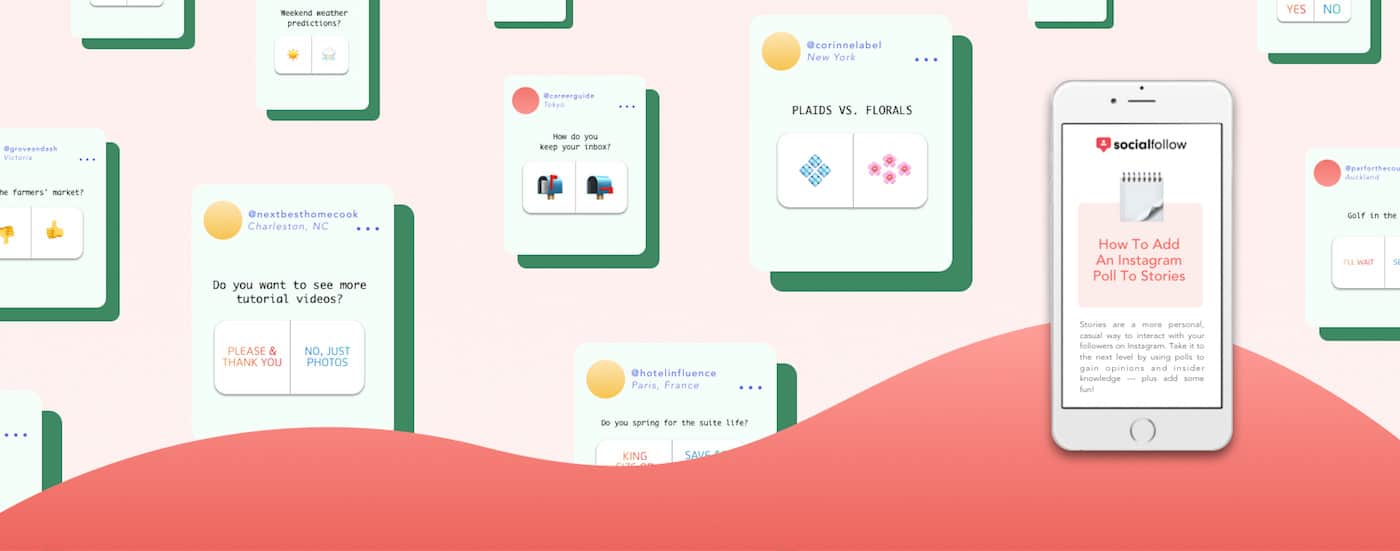 Weekend weather
predictions?
YES NO
@corinnelabel
New York
PLAIDS VS. FLORALS
@careerguide
Tokyo
How do you
keep your inbox?
@groveandash
Victoria
he farmers' market?
@nextbesthomecook
Charleston, NC
Do you want to see more
tutorial videos?
PLEASE &
THANK YOU
NO, JUST
PHOTOS
@hotelinfluence
Paris, France
Do you spring for the suite life?
KING
socialfollow
How To Add
An Instagram
Poll To Stories
Stories are a more personal,
casual way to interact with your
followers on Instagram. Take it to
the next level by using polls to
gain opinions and insider
knowledge — plus add some
fun!
@parforthecou
Auckland
Golf in the
I'LL WAIT